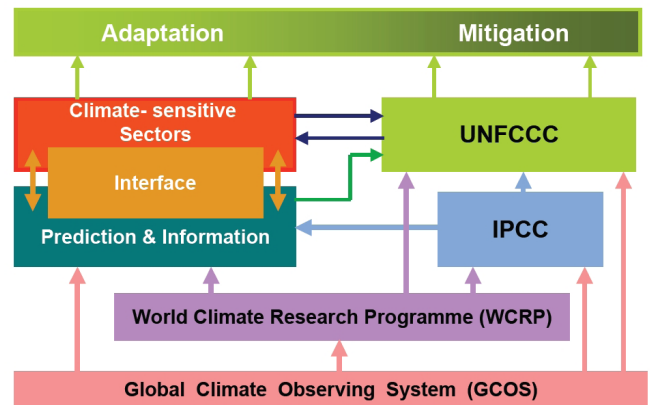 Adaptation
Mitigation
Climate- sensitive
Sectors
UNFCCC
Interface
Prediction & Information
IPCC
World Climate Research Programme (WCRP)
Global Climate Observing System (GCOS)